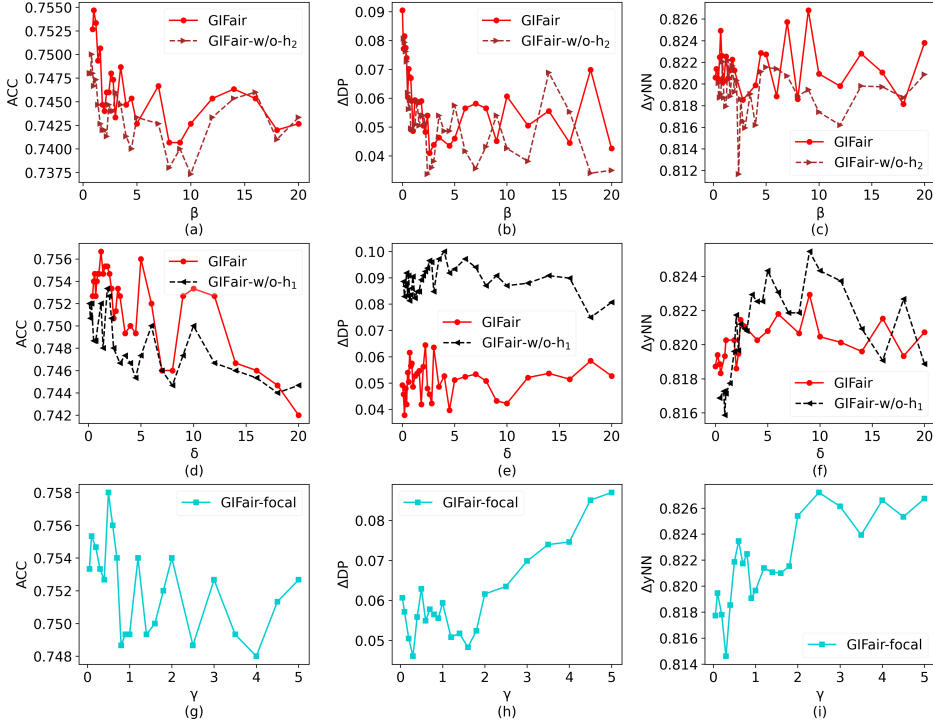 0.7550
0.7525
0.7500
0.7475
0.7450
0.7425
0.7400
0.7375
ACC
GIFair
GIFair-w/o-h₂
0 5 10 15 20
β
(a)
0.09
0.08
0.07
0.06
0.05
0.04
ΔDP
GIFair
GIFair-w/o-h₂
0 5 10 15 20
β
(b)
0.826
0.824
0.822
0.820
0.818
0.816
0.814
0.812
ΔyNN
GIFair
GIFair-w/o-h₂
0 5 10 15 20
β
(c)
0.756
0.754
0.752
0.750
0.748
0.746
0.744
0.742
ACC
GIFair
GIFair-w/o-h₁
0 5 10 15 20
δ
(d)
0.10
0.09
0.08
0.07
0.06
0.05
0.04
ΔDP
GIFair
GIFair-w/o-h₁
0 5 10 15 20
δ
(e)
0.824
0.822
0.820
0.818
0.816
ΔyNN
GIFair
GIFair-w/o-h₁
0 5 10 15 20
δ
(f)
0.758
0.756
0.754
0.752
0.750
0.748
ACC
GIFair-focal
0 1 2 3 4 5
γ
(g)
0.08
0.07
0.06
0.05
ΔDP
GIFair-focal
0 1 2 3 4 5
γ
(h)
0.826
0.824
0.822
0.820
0.818
0.816
0.814
ΔyNN
GIFair-focal
0 1 2 3 4 5
γ
(i)